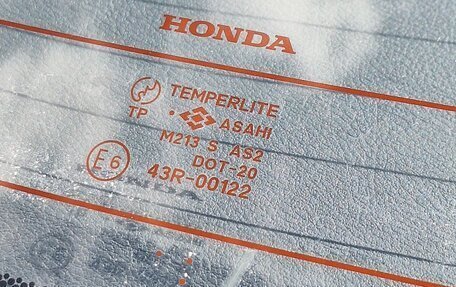 HONDA
TEMPERLITE
TP ASAHI
M213 S AS2
DOT-20
E6 43R-00122